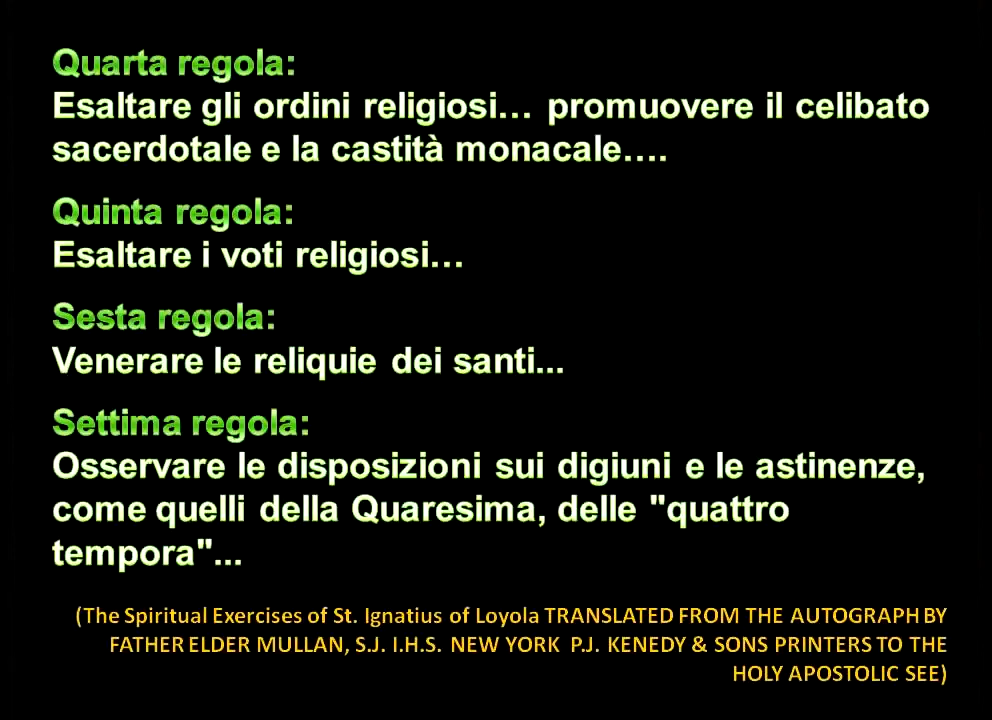 Quarta regola:
Esaltare gli ordini religiosi… promuovere il celibato
sacerdotale e la castità monacale….
Quinta regola:
Esaltare i voti religiosi…
Sesta regola:
Venerare le reliquie dei santi...
Settima regola:
Osservare le disposizioni sui digiuni e le astinenze,
come quelli della Quaresima, delle "quattro
tempora"...
(The Spiritual Exercises of St. Ignatius of Loyola TRANSLATED FROM THE AUTOGRAPH BY
FATHER ELDER MULLAN, S.J. I.H.S. NEW YORK P.J. KENEDY & SONS PRINTERS TO THE
HOLY APOSTOLIC SEE)